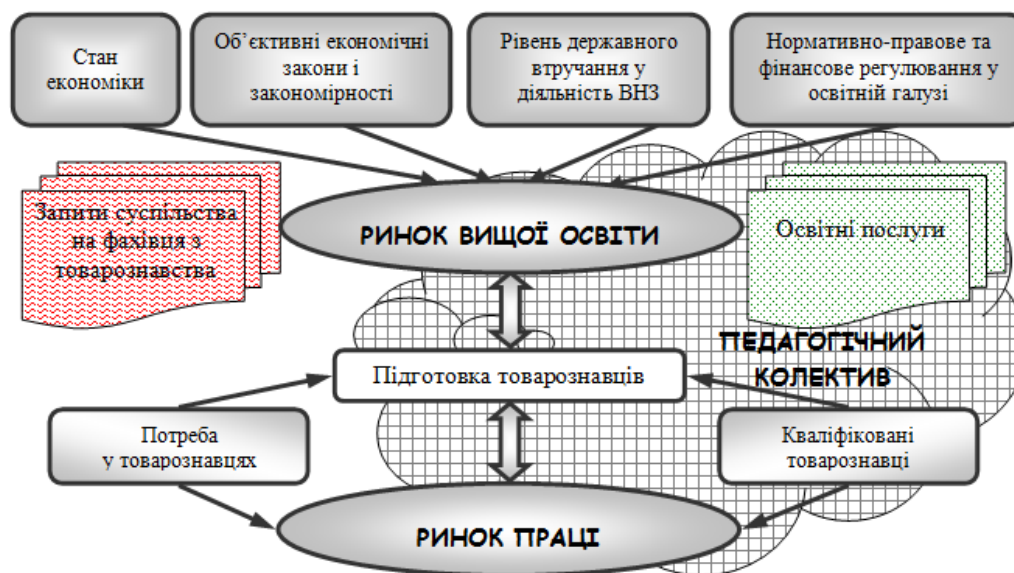 Стан
економіки
Об’єктивні економічні
закони і
закономірності
Рівень державного
втручання у
діяльність ВНЗ
Нормативно-правове та
фінансове регулювання у
освітній галузі
Запити суспільства
на фахівця з
товарознавства
РИНОК ВИЩОЇ ОСВІТИ
Освітні послуги
ПЕДАГОГІЧНИЙ
КОЛЕКТИВ
Підготовка товарознавців
Потреба
у товарознавцях
Кваліфіковані
товарознавці
РИНОК ПРАЦІ